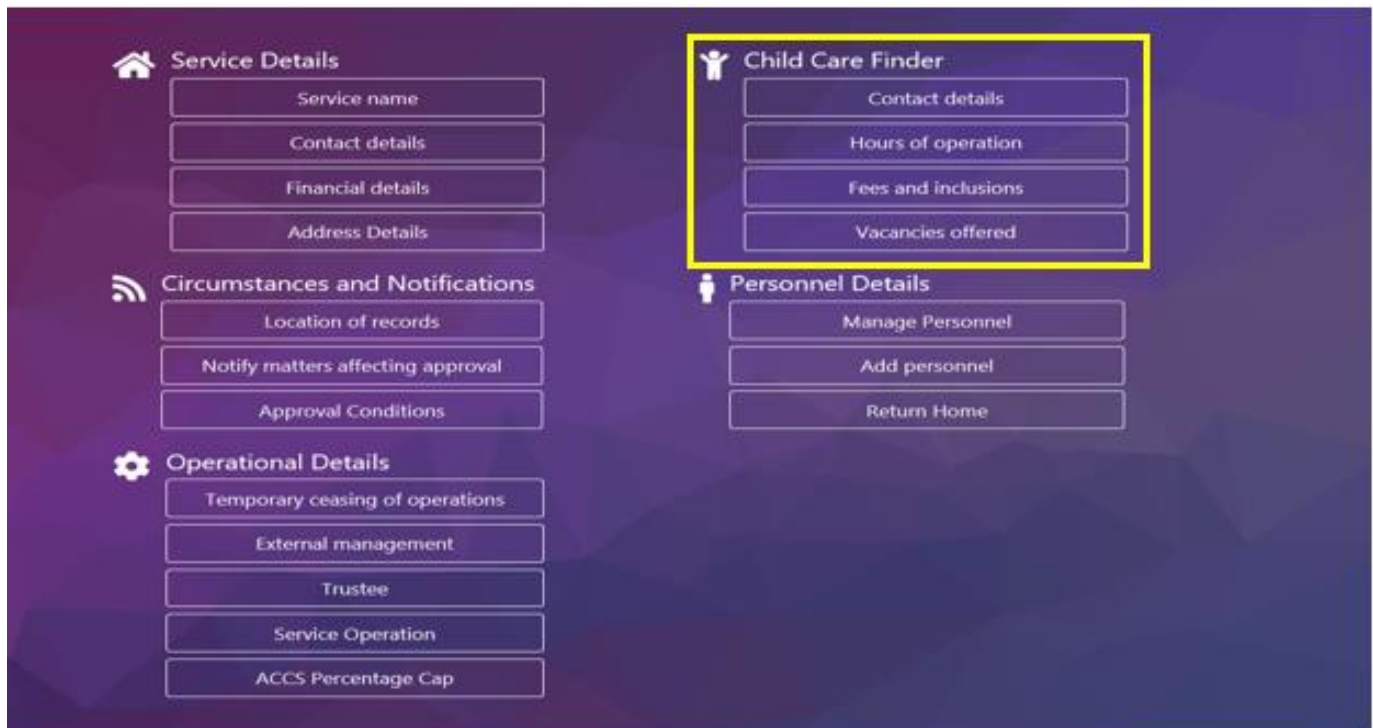 Service Details
Service name
Contact details
Financial details
Address Details
Circumstances and Notifications
Location of records
Notify matters affecting approval
Approval Conditions
Operational Details
Temporary ceasing of operations
External management
Trustee
Service Operation
ACCS Percentage Cap
Child Care Finder
Contact details
Hours of operation
Fees and inclusions
Vacancies offered
Personnel Details
Manage Personnel
Add personnel
Return Home